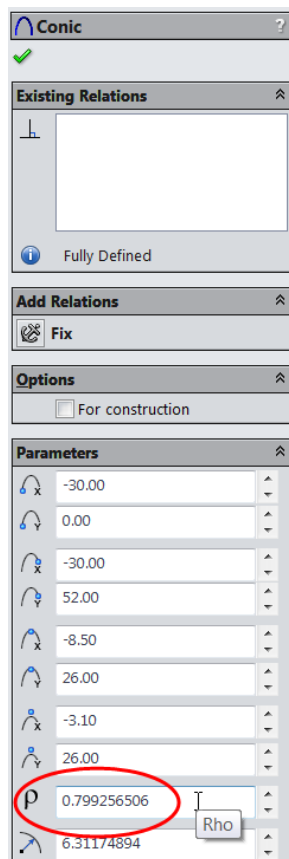 Conic ?
Existing Relations
Fully Defined
Add Relations
Fix
Options
For construction
Parameters
X -30.00
Y 0.00
X -30.00
Y 52.00
X -8.50
Y 26.00
X -3.10
Y 26.00
ρ 0.799256506
Rho
6.31174894